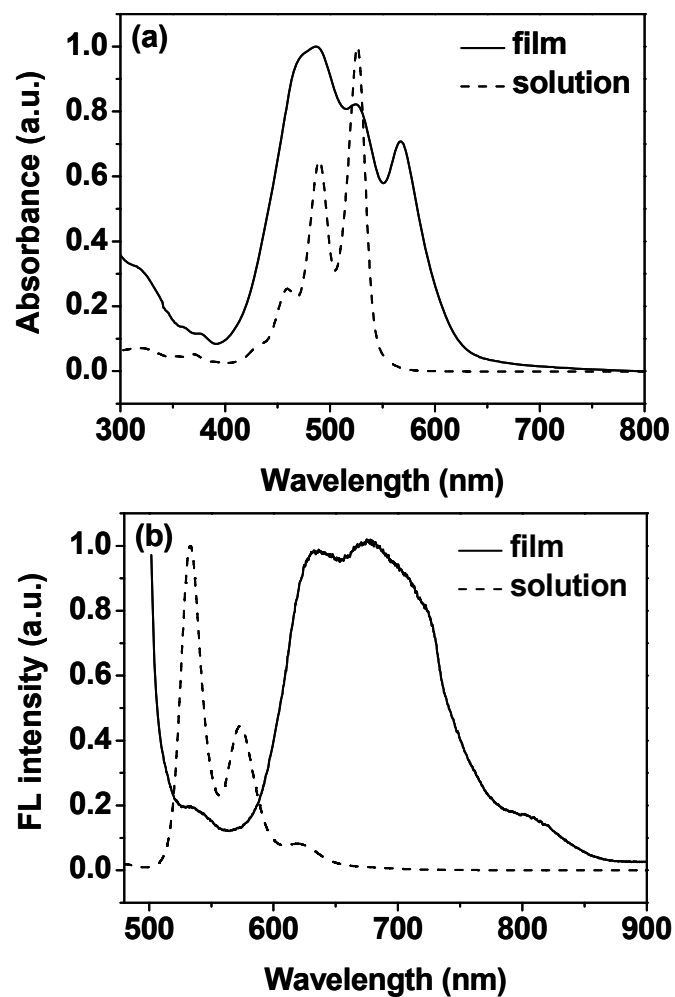 (a)
film
solution
1.0
0.8
0.6
0.4
0.2
0.0
Absorbance (a.u.)
300 400 500 600 700 800
Wavelength (nm)
(b)
film
solution
1.0
0.8
0.6
0.4
0.2
0.0
FL intensity (a.u.)
500 600 700 800 900
Wavelength (nm)